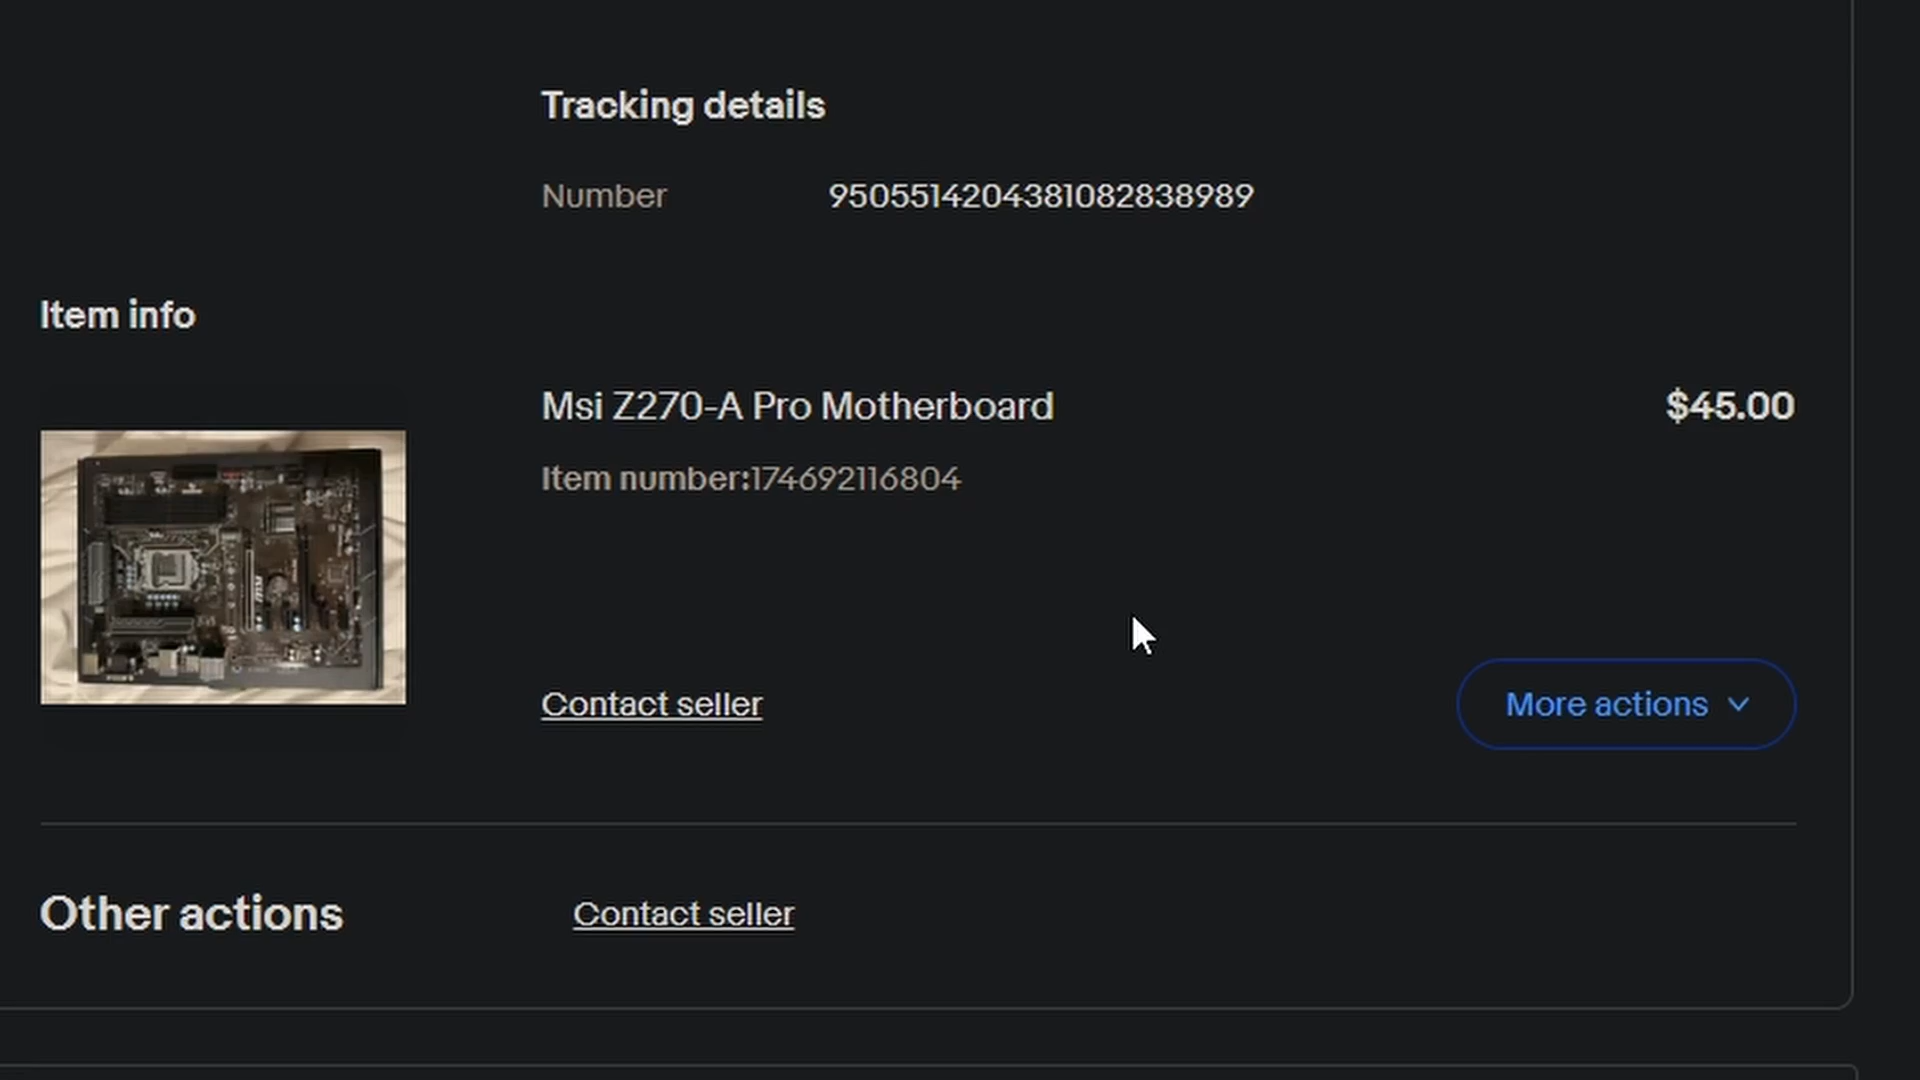 Tracking details
Number 9505514204381082838989
Item info
Msi Z270-A Pro Motherboard $45.00
Item number:174692116804
Contact seller
More actions
Other actions Contact seller